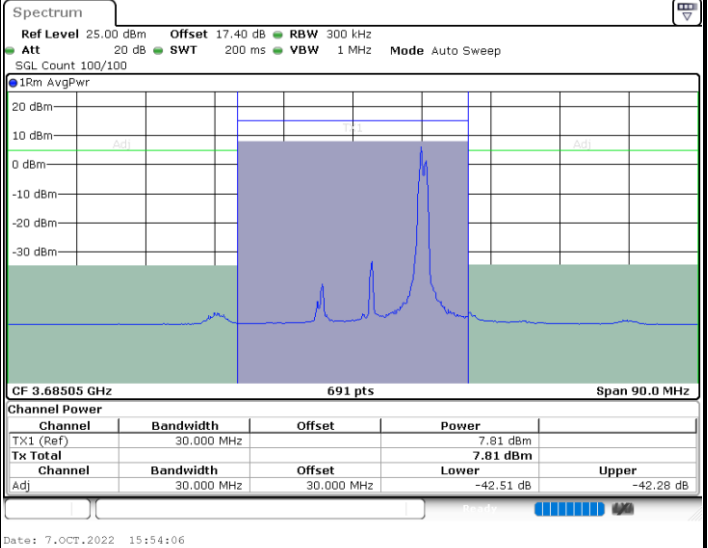 Spectrum
Ref Level 25.00 dBm Offset 17.40 dB RBW 300 kHz
Att 20 dB SWT 200 ms VBW 1 MHz Mode Auto Sweep
SGL Count 100/100
1Rm AvgPwr
20 dBm
TX1
10 dBm
Adj Adj
0 dBm
-10 dBm
-20 dBm
-30 dBm
CF 3.68505 GHz 691 pts Span 90.0 MHz
Channel Power
Channel Bandwidth Offset Power
TX1 (Ref) 30.000 MHz 7.81 dBm
Tx Total 7.81 dBm
Channel Bandwidth Offset Lower Upper
Adj 30.000 MHz 30.000 MHz -42.51 dB -42.28 dB
Ready
Date: 7.OCT.2022 15:54:06